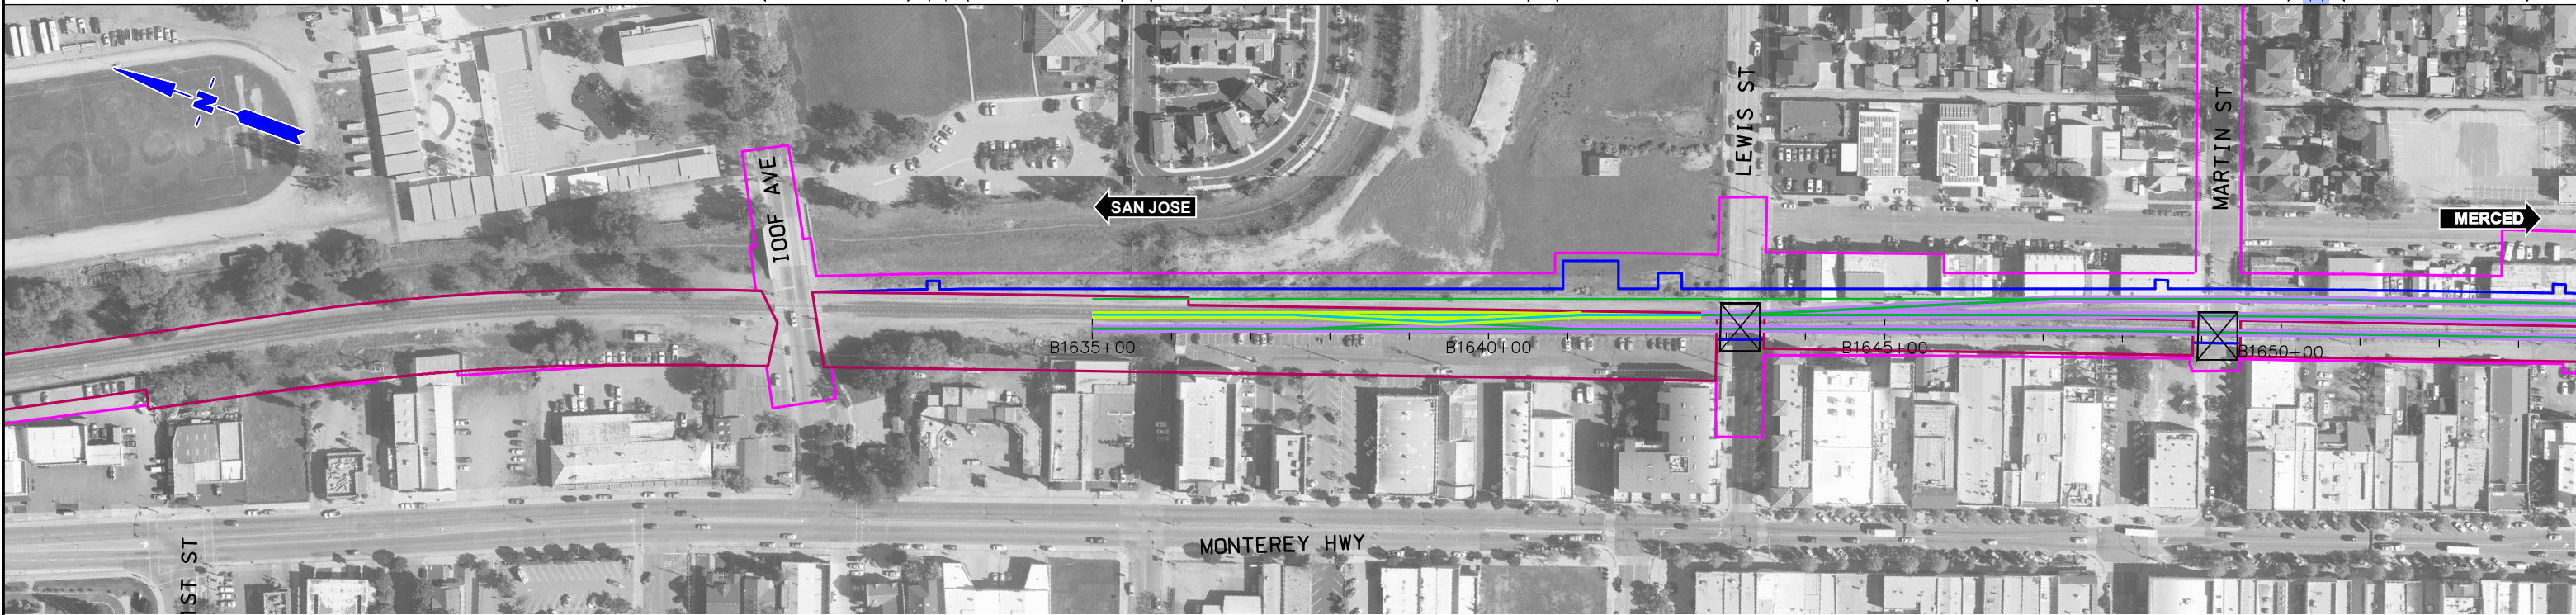 N
IOOF AVE
SAN JOSE
LEWIS ST
MARTIN ST
MERCED
B1635+00
B1640+00
B1645+00
B1650+00
MONTEREY HWY
1ST ST